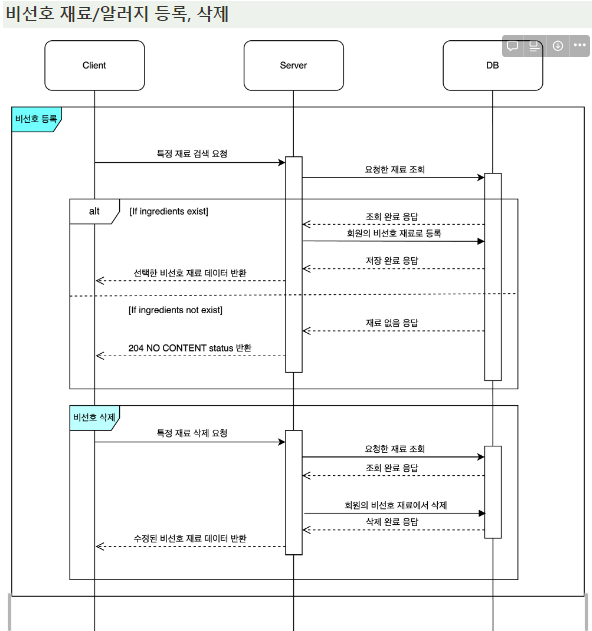 비선호 재료/알러지 등록, 삭제
Client
Server
DB
비선호 등록
특정 재료 검색 요청
요청한 재료 조회
alt
[If ingredients exist]
조회 완료 응답
회원의 비선호 재료로 등록
저장 완료 응답
선택한 비선호 재료 데이터 반환
[If ingredients not exist]
재료 없음 응답
204 NO CONTENT status 반환
비선호 삭제
특정 재료 삭제 요청
요청한 재료 조회
조회 완료 응답
회원의 비선호 재료에서 삭제
삭제 완료 응답
수정된 비선호 재료 데이터 반환